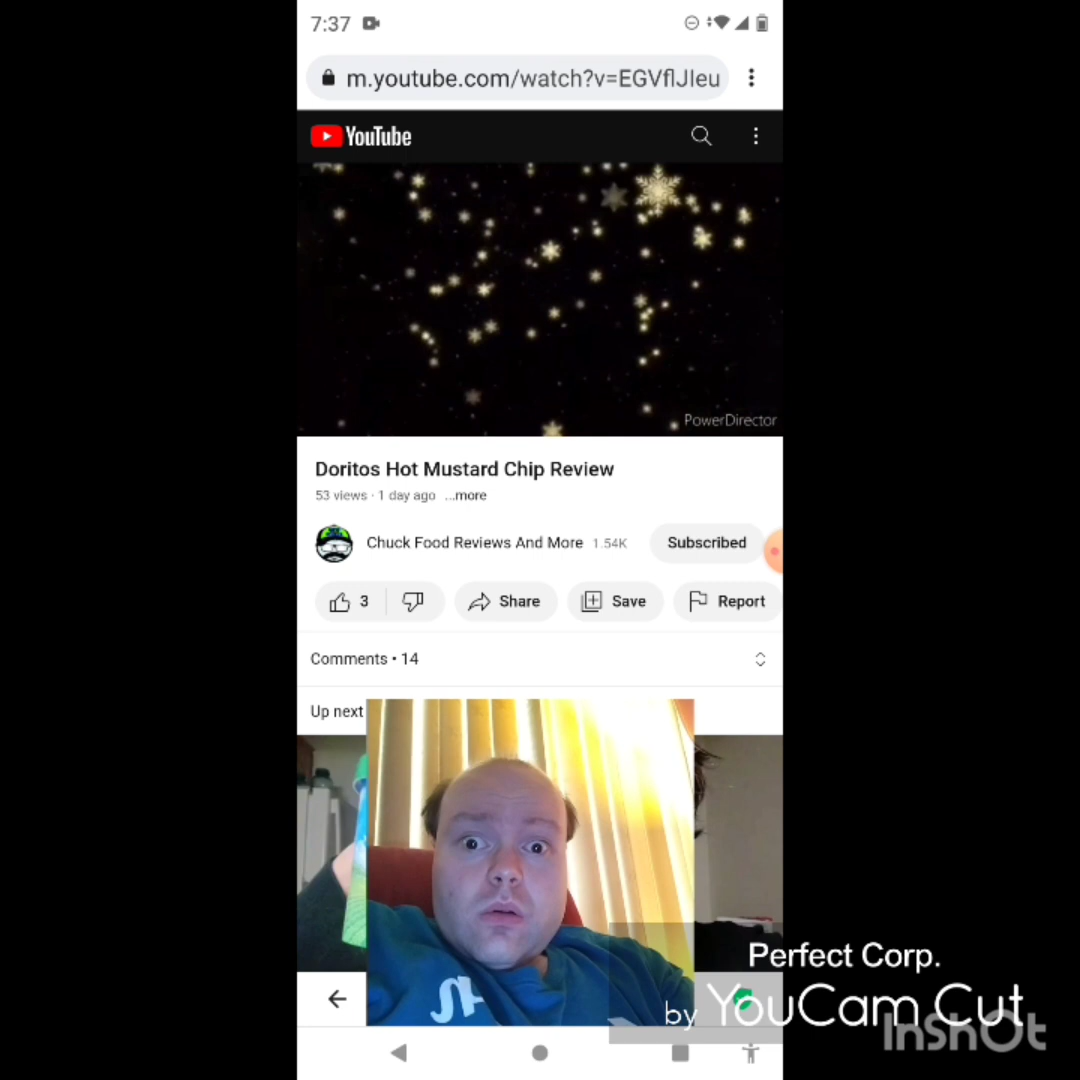 7:37
m.youtube.com/watch?v=EGVflJIeu
YouTube
PowerDirector
Doritos Hot Mustard Chip Review
53 views · 1 day ago ...more
Chuck Food Reviews And More 1.54K Subscribed
3 Share Save Report
Comments • 14
Up next
Perfect Corp.
by YouCam Cut
InShOt